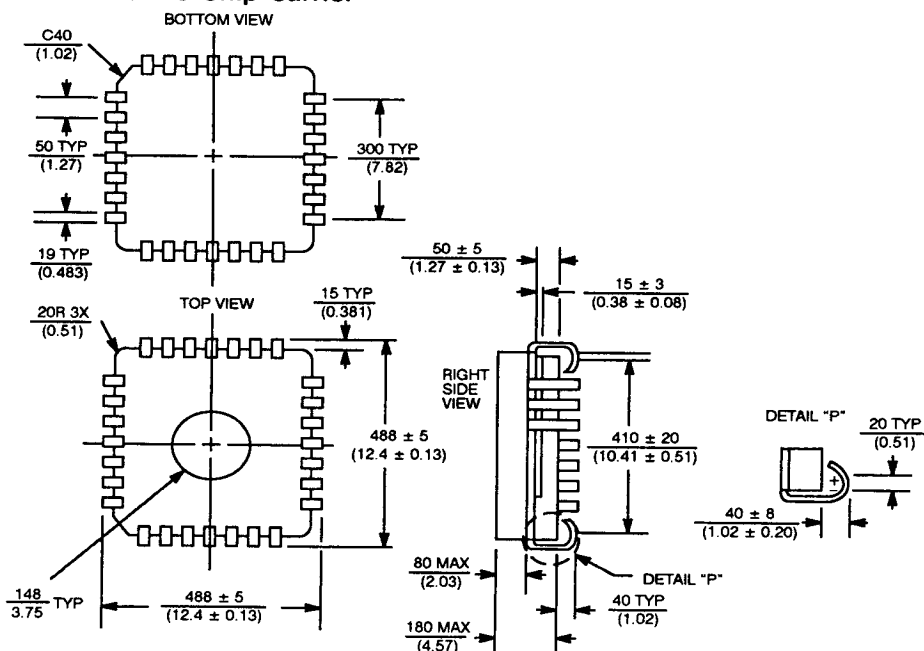 Chip Carrier
BOTTOM VIEW
C40
(1.02)
50 TYP
(1.27)
300 TYP
(7.82)
19 TYP
(0.483)
50 ± 5
(1.27 ± 0.13)
15 ± 3
(0.38 ± 0.08)
TOP VIEW
20R 3X
(0.51)
15 TYP
(0.381)
RIGHT
SIDE
VIEW
488 ± 5
(12.4 ± 0.13)
410 ± 20
(10.41 ± 0.51)
DETAIL "P"
20 TYP
(0.51)
40 ± 8
(1.02 ± 0.20)
80 MAX
(2.03)
DETAIL "P"
40 TYP
(1.02)
148
3.75 TYP
488 ± 5
(12.4 ± 0.13)
180 MAX
(4.57)